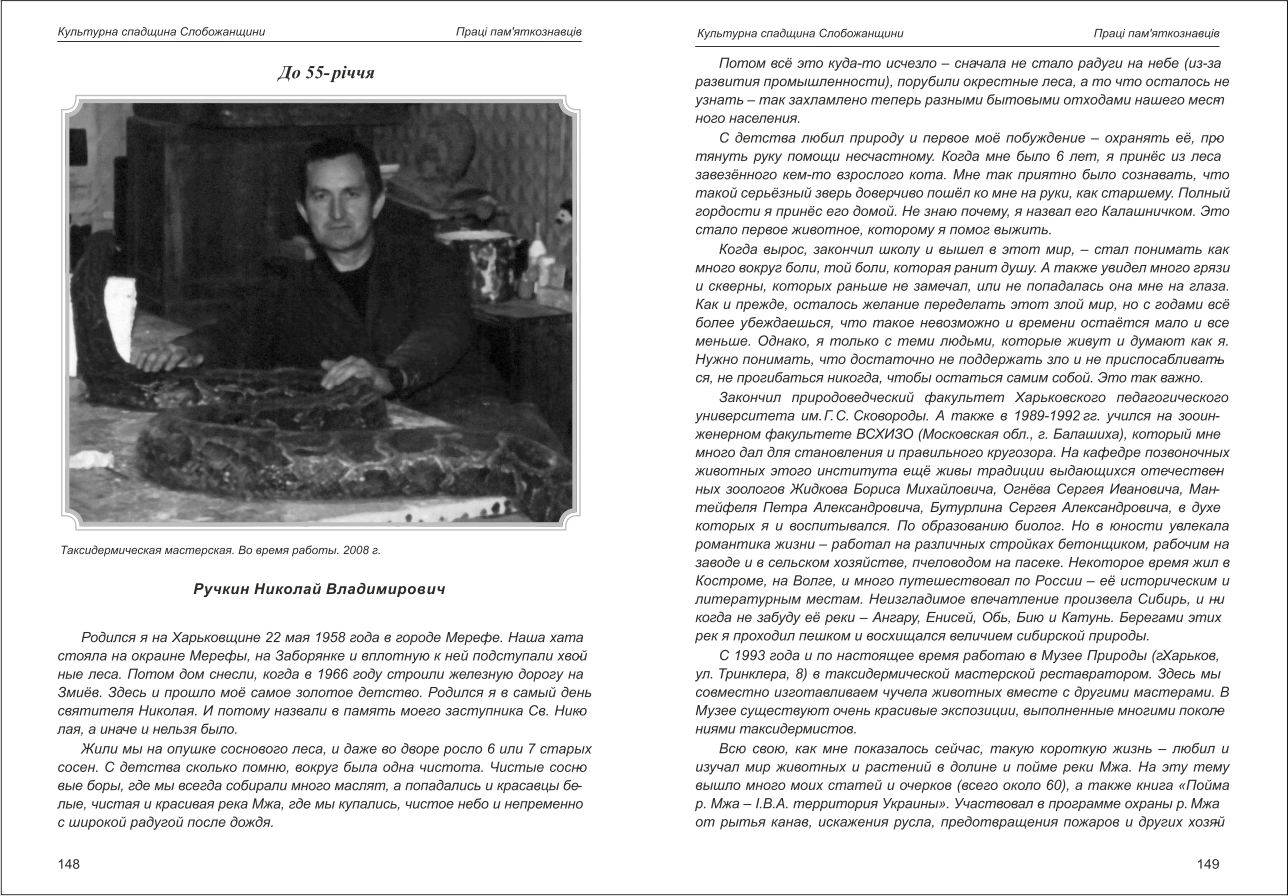 Культурна спадщина Слобожанщини
Праці пам'яткознавців
До 55-річчя
Таксидермическая мастерская. Во время работы. 2008 г.
Ручкин Николай Владимирович
Родился я на Харьковщине 22 мая 1958 года в городе Мерефе. Наша хата
стояла на окраине Мерефы, на Заборянке и вплотную к ней подступали хвой
ные леса. Потом дом снесли, когда в 1966 году строили железную дорогу на
Змиёв. Здесь и прошло моё самое золотое детство. Родился я в самый день
святителя Николая. И потому назвали в память моего заступника Св. Нико
лая, а иначе и нельзя было.
Жили мы на опушке соснового леса, и даже во дворе росло 6 или 7 старых
сосен. С детства сколько помню, вокруг была одна чистота. Чистые сосно-
вые боры, где мы всегда собирали много маслят, а попадались и красавцы бе-
лые, чистая и красивая река Мжа, где мы купались, чистое небо и непременно
с широкой радугой после дождя.
148
Культурна спадщина Слобожанщини
Праці пам'яткознавців
Потом всё это куда-то исчезло – сначала не стало радуги на небе (из-за
развития промышленности), порубили окрестные леса, а то что осталось не
узнать – так захламлено теперь разными бытовыми отходами нашего мест-
ного населения.
С детства любил природу и первое моё побуждение – охранять её, про
тянуть руку помощи несчастному. Когда мне было 6 лет, я принёс из леса
завезённого кем-то взрослого кота. Мне так приятно было сознавать, что
такой серьёзный зверь доверчиво пошёл ко мне на руки, как старшему. Полный
гордости я принёс его домой. Не знаю почему, я назвал его Калашничком. Это
стало первое животное, которому я помог выжить.
Когда вырос, закончил школу и вышел в этот мир, – стал понимать как
много вокруг боли, той боли, которая ранит душу. А также увидел много грязи
и скверны, которых раньше не замечал, или не попадалась она мне на глаза.
Как и прежде, осталось желание переделать этот злой мир, но с годами всё
более убеждаешься, что такое невозможно и времени остаётся мало и все
меньше. Однако, я только с теми людьми, которые живут и думают как я.
Нужно понимать, что достаточно не поддержать зло и не приспосабливать-
ся, не прогибаться никогда, чтобы остаться самим собой. Это так важно.
Закончил природоведческий факультет Харьковского педагогического
университета им. Г. С. Сковороды. А также в 1989-1992 гг. учился на зооин-
женерном факультете ВСХИЗО (Московская обл., г. Балашиха), который мне
много дал для становления и правильного кругозора. На кафедре позвоночных
животных этого института ещё живы традиции выдающихся отечествен-
ных зоологов Жидкова Бориса Михайловича, Огнёва Сергея Ивановича, Ман-
тейфеля Петра Александровича, Бутурлина Сергея Александровича, в духе
которых я и воспитывался. По образованию биолог. Но в юности увлекала
романтика жизни – работал на различных стройках бетонщиком, рабочим на
заводе и в сельском хозяйстве, пчеловодом на пасеке. Некоторое время жил в
Костроме, на Волге, и много путешествовал по России – её историческим и
литературным местам. Неизгладимое впечатление произвела Сибирь, и ни-
когда не забуду её реки – Ангару, Енисей, Обь, Бию и Катунь. Берегами этих
рек я проходил пешком и восхищался величием сибирской природы.
С 1993 года и по настоящее время работаю в Музее Природы (г.Харьков,
ул. Тринклера, 8) в таксидермической мастерской реставратором. Здесь мы
совместно изготавливаем чучела животных вместе с другими мастерами. В
Музее существуют очень красивые экспозиции, выполненные многими поколе-
ниями таксидермистов.
Всю свою, как мне показалось сейчас, такую короткую жизнь – любил и
изучал мир животных и растений в долине и пойме реки Мжа. На эту тему
вышло много моих статей и очерков (всего около 60), а также книга «Пойма
р. Мжа – I.В.А. территория Украины». Участвовал в программе охраны р. Мжа
от рытья канав, искажения русла, предотвращения пожаров и других хозяй-
149